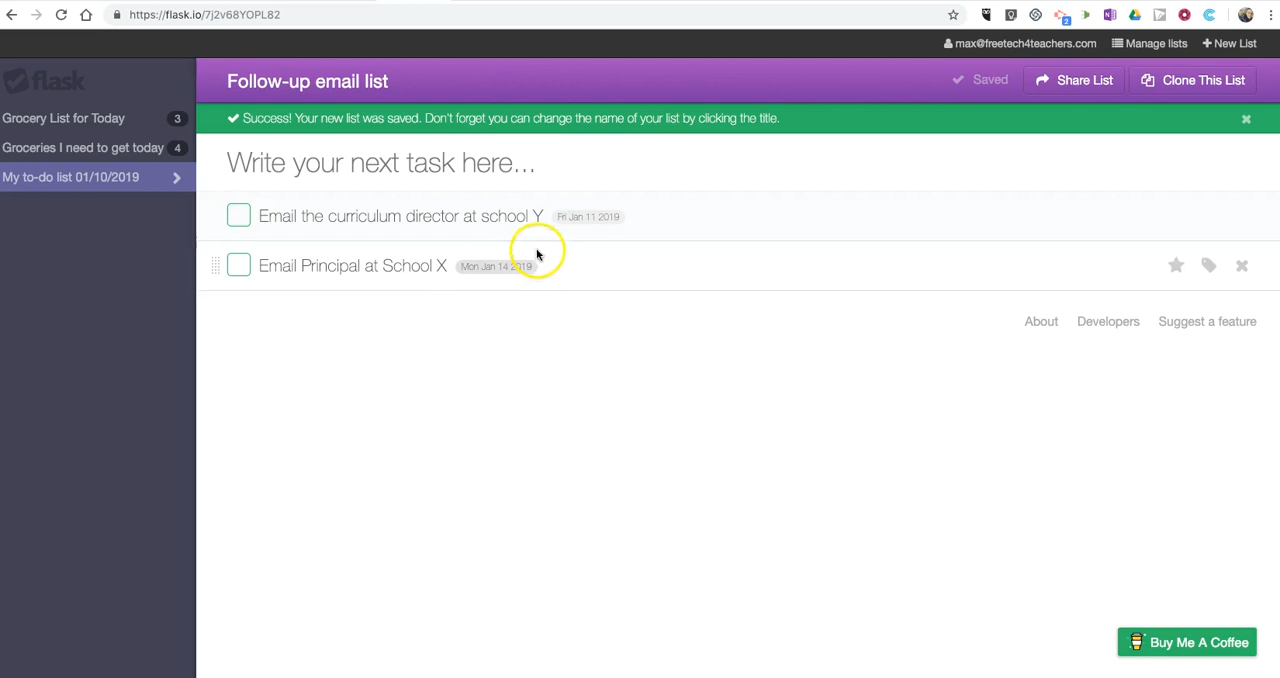 https://flask.io/7j2v68YOPL82
2
max@freetech4teachers.com Manage lists + New List
flask
Follow-up email list
Saved Share List Clone This List
Grocery List for Today 3
Groceries I need to get today 4
My to-do list 01/10/2019
Success! Your new list was saved. Don't forget you can change the name of your list by clicking the title.
Write your next task here...
Email the curriculum director at school Y Fri Jan 11 2019
Email Principal at School X Mon Jan 14 2019
About Developers Suggest a feature
Buy Me A Coffee